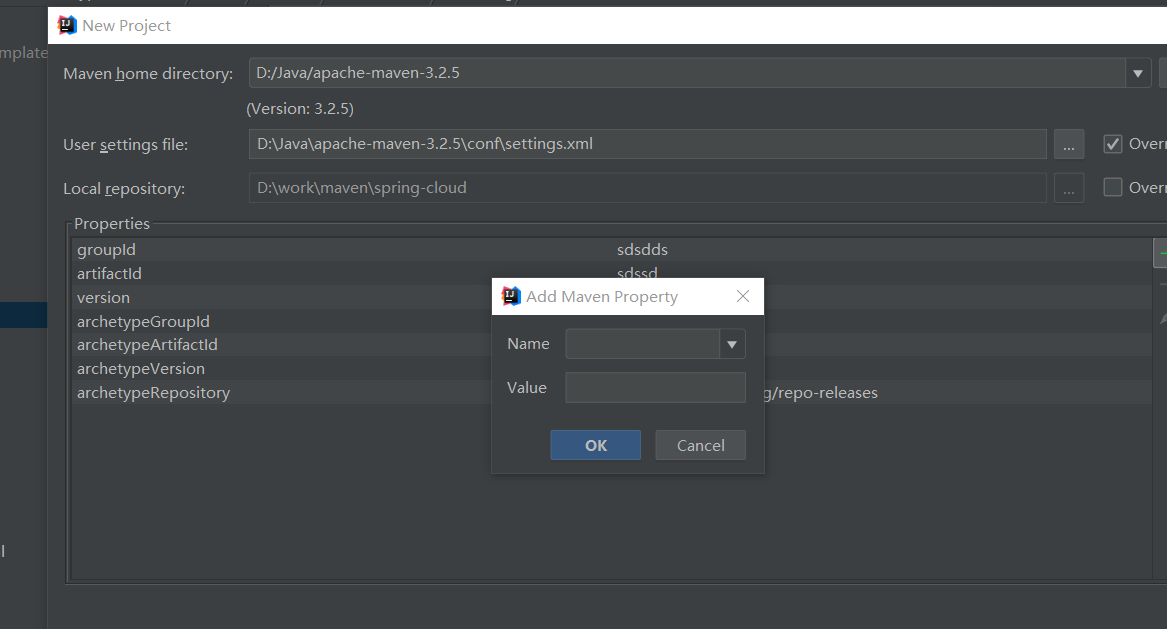 New Project
mplate
Maven home directory: D:/Java/apache-maven-3.2.5
(Version: 3.2.5)
User settings file: D:\Java\apache-maven-3.2.5\conf\settings.xml ... Overr
Local repository: D:\work\maven\spring-cloud ... Overr
Properties
groupId sdsdds
artifactId sdssd
version
archetypeGroupId
archetypeArtifactId
archetypeVersion
archetypeRepository g/repo-releases
Add Maven Property
Name
Value
OK Cancel
l